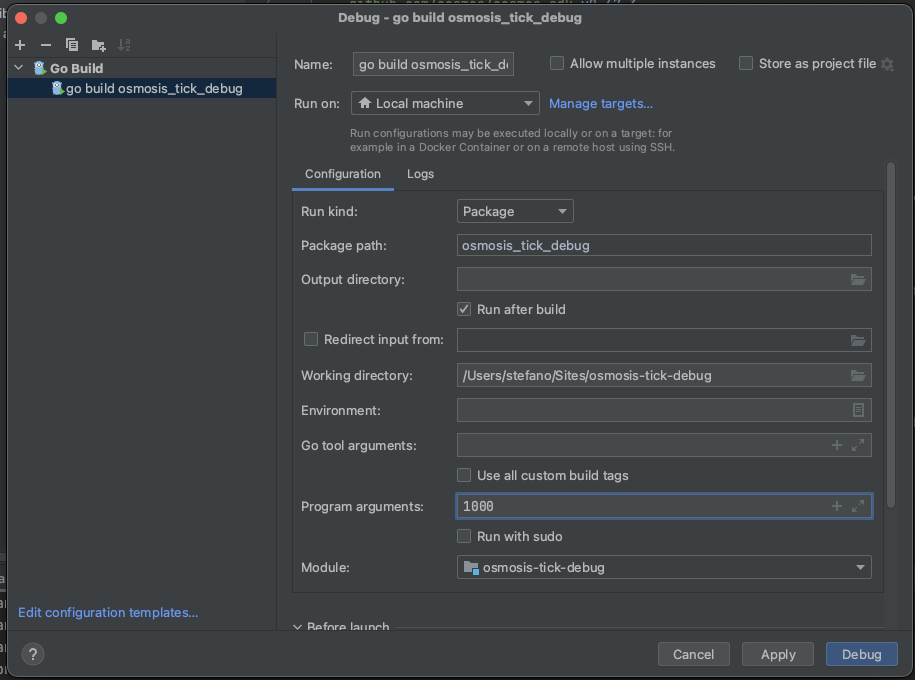 Debug - go build osmosis_tick_debug
Go Build
go build osmosis_tick_debug
Name:
go build osmosis_tick_d
Allow multiple instances
Store as project file
Run on:
Local machine
Manage targets...
Run configurations may be executed locally or on a target: for
example in a Docker Container or on a remote host using SSH.
Configuration
Logs
Run kind:
Package
Package path:
osmosis_tick_debug
Output directory:
Run after build
Redirect input from:
Working directory:
/Users/stefano/Sites/osmosis-tick-debug
Environment:
Go tool arguments:
Use all custom build tags
Program arguments:
1000
Run with sudo
Module:
osmosis-tick-debug
Edit configuration templates...
Before launch
?
Cancel
Apply
Debug